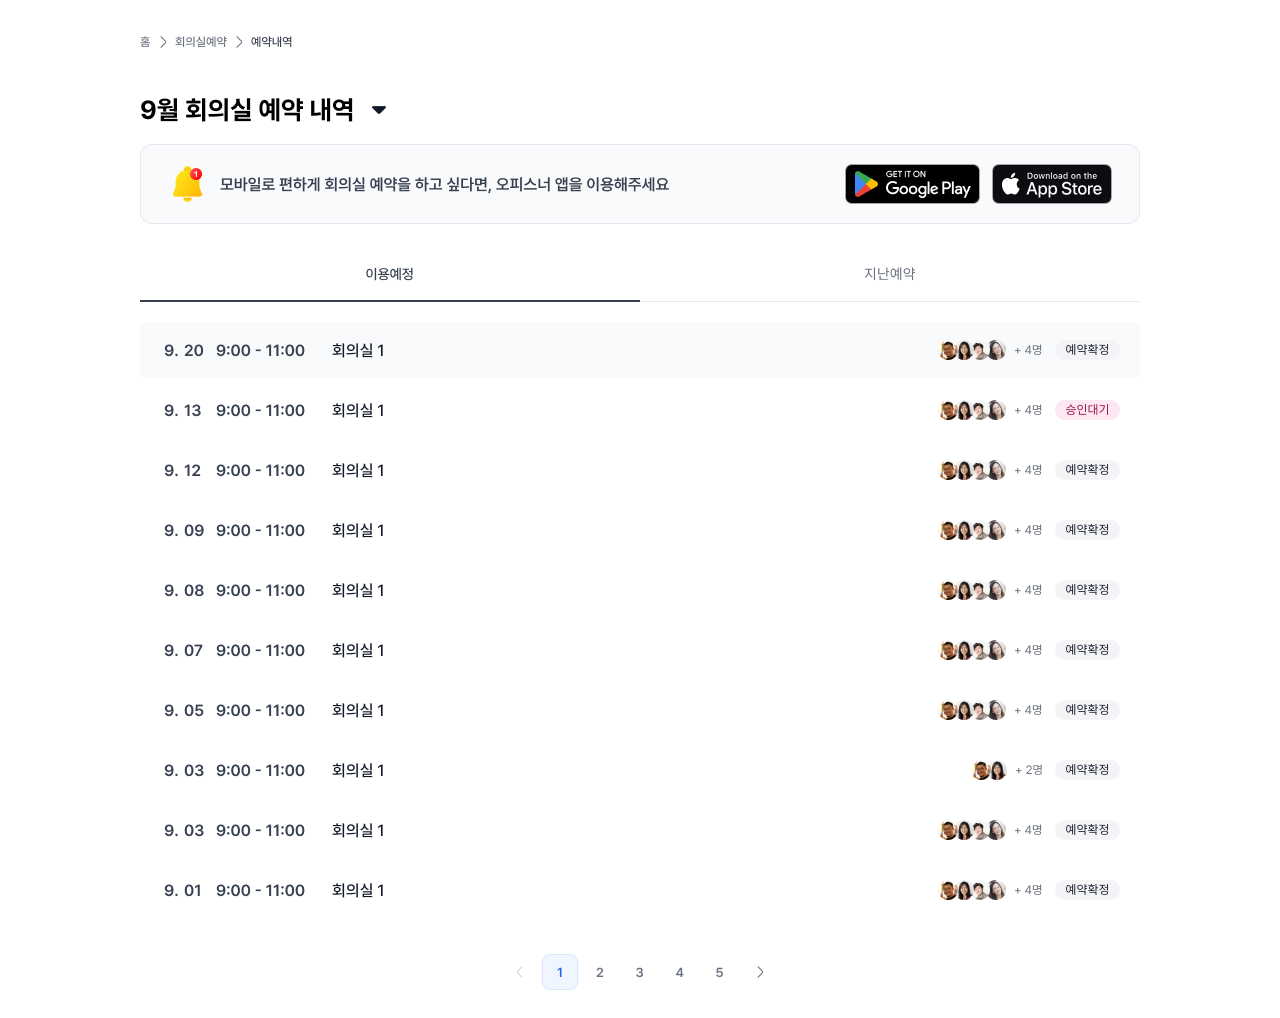 홈 > 회의실예약 > 예약내역
9월 회의실 예약 내역
1
모바일로 편하게 회의실 예약을 하고 싶다면, 오피스너 앱을 이용해주세요
GET IT ON
Google Play
Download on the
App Store
이용예정
지난예약
9. 20 9:00 - 11:00 회의실 1 + 4명 예약확정
9. 13 9:00 - 11:00 회의실 1 + 4명 승인대기
9. 12 9:00 - 11:00 회의실 1 + 4명 예약확정
9. 09 9:00 - 11:00 회의실 1 + 4명 예약확정
9. 08 9:00 - 11:00 회의실 1 + 4명 예약확정
9. 07 9:00 - 11:00 회의실 1 + 4명 예약확정
9. 05 9:00 - 11:00 회의실 1 + 4명 예약확정
9. 03 9:00 - 11:00 회의실 1 + 2명 예약확정
9. 03 9:00 - 11:00 회의실 1 + 4명 예약확정
9. 01 9:00 - 11:00 회의실 1 + 4명 예약확정
< 1 2 3 4 5 >